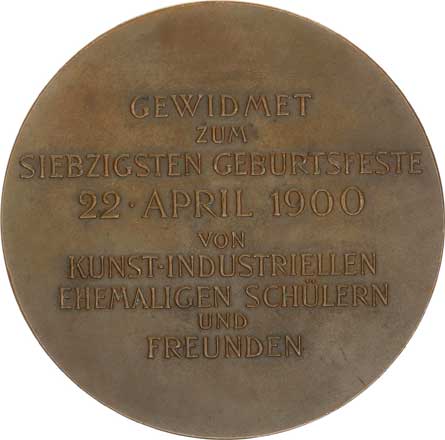 GEWIDMET
ZUM
SIEBZIGSTEN GEBURTSFESTE
22·APRIL 1900
VON
KUNST-INDUSTRIELLEN
EHEMALIGEN SCHÜLERN
UND
FREUNDEN